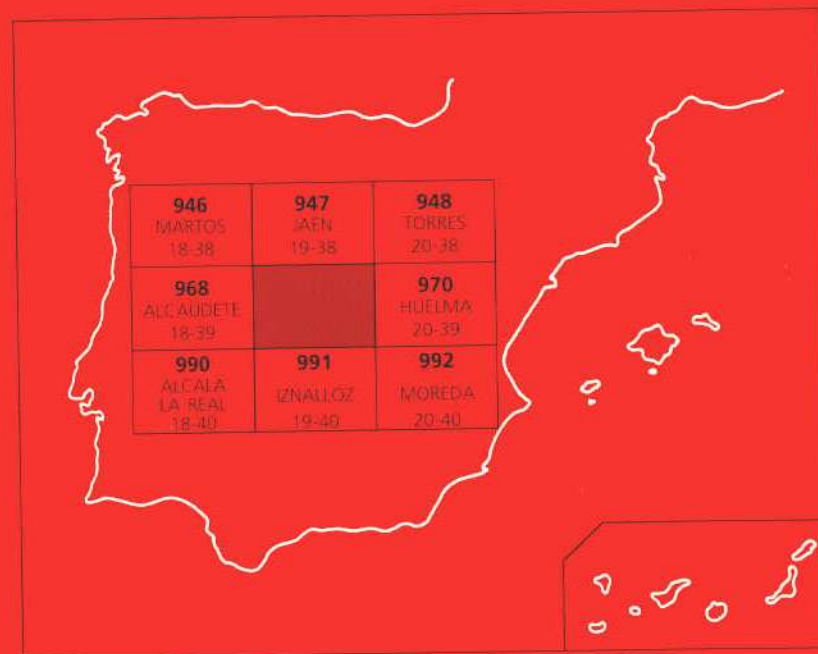 946
MARTOS
18-38
947
JAEN
19-38
948
TORRES
20-38
968
ALCAUDETE
18-39
970
HUELMA
20-39
990
ALCALA
LA REAL
18-40
991
IZNALLOZ
19-40
992
MOREDA
20-40